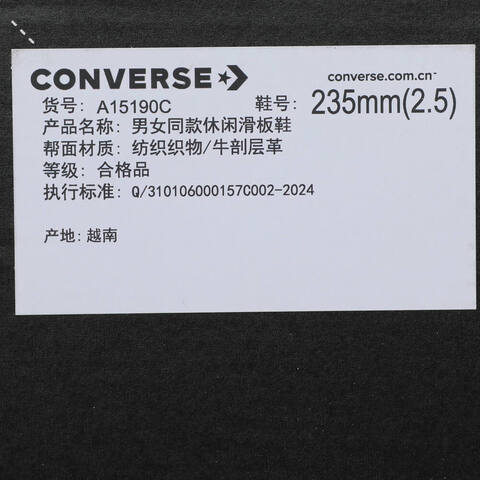 CONVERSE
converse.com.cn
货号: A15190C 鞋号: 235mm(2.5)
产品名称: 男女同款休闲滑板鞋
帮面材质: 纺织织物/牛剖层革
等级: 合格品
执行标准: Q/310106000157C002-2024
产地: 越南